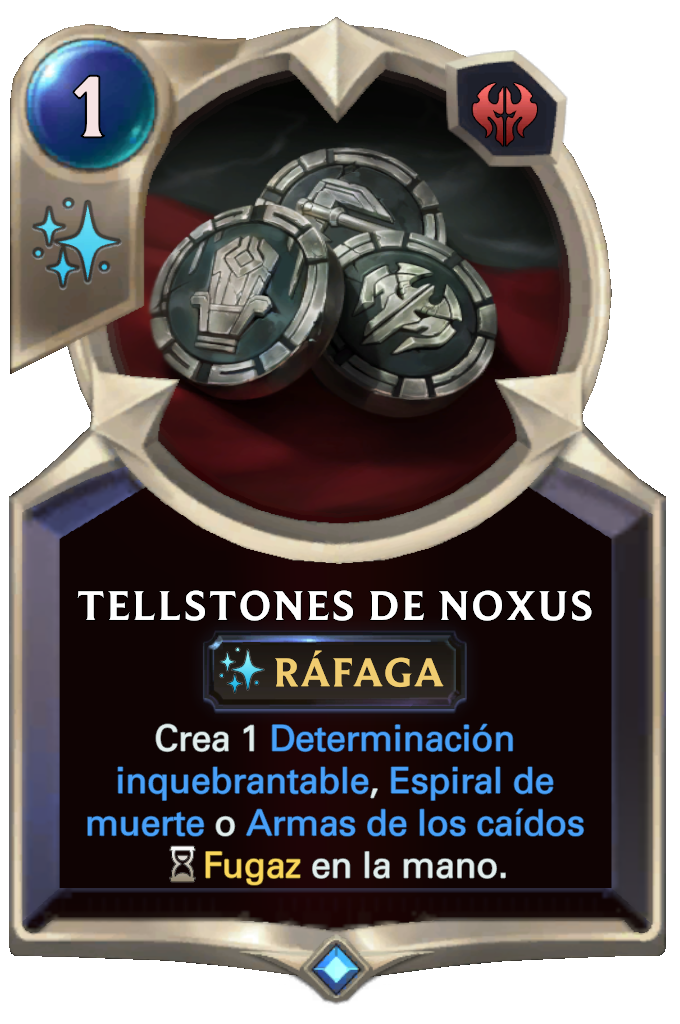 1
TELLSTONES DE NOXUS
RÁFAGA
Crea 1 Determinación
inquebrantable, Espiral de
muerte o Armas de los caídos
Fugaz en la mano.